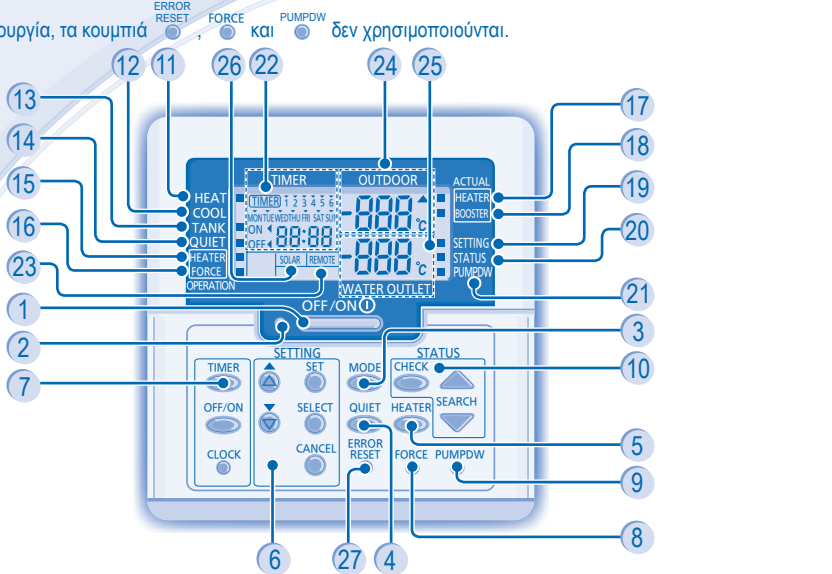 ERROR
RESET FORCE PUMPDW
τα κουμπιά , και δεν χρησιμοποιούνται.
12 11 26 22 24 25
13
14
15
16
23
1
2
7
17
18
19
20
21
3
10
5
9
8
TIMER OUTDOOR ACTUAL
HEAT
COOL
TANK
QUIET
HEATER
FORCE
OPERATION
TIMER 1 2 3 4 5 6
MON TUE WED THU FRI SAT SUN
ON 88:88
OFF
SOLAR REMOTE
-888 °C
-888 °C
WATER OUTLET
HEATER
BOOSTER
SETTING
STATUS
PUMPDW
OFF/ON
SETTING STATUS
TIMER SET MODE CHECK
OFF/ON SELECT QUIET HEATER SEARCH
CLOCK CANCEL ERROR
RESET FORCE PUMPDW
6 27 4